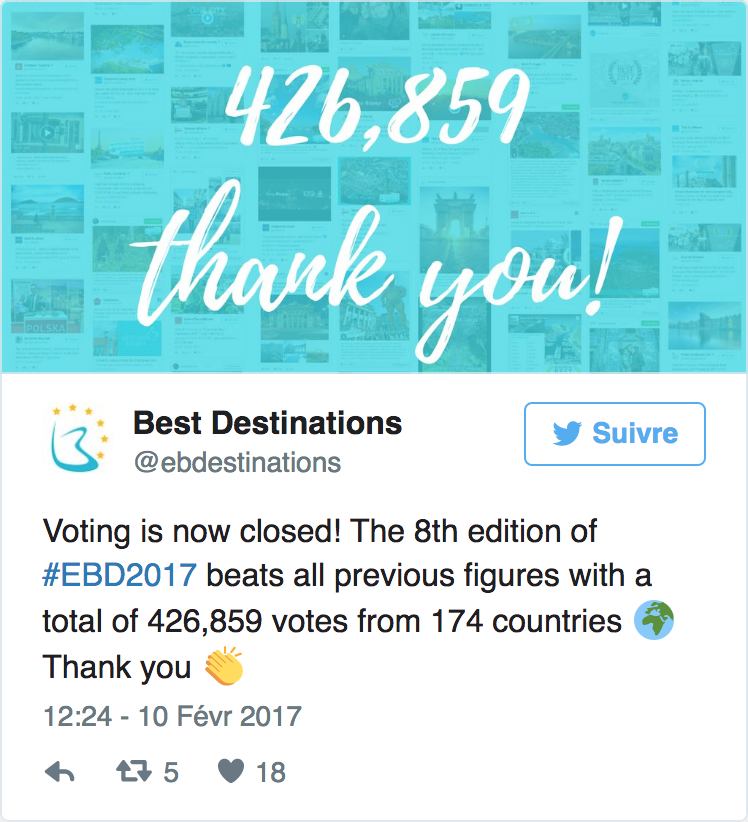 426,859
thank you!
POLSKA
Best Destinations
@ebdestinations
Suivre
Voting is now closed! The 8th edition of
#EBD2017 beats all previous figures with a
total of 426,859 votes from 174 countries 🌍
Thank you 👏
12:24 - 10 Févr 2017
5
18